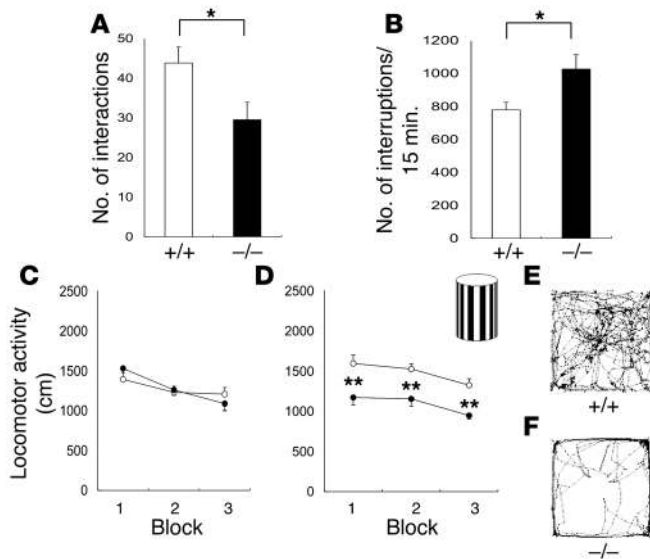 A
*
No. of interactions
50
40
30
20
10
0
+/+
–/–
B
*
No. of interruptions/
15 min.
1200
1000
800
600
400
200
0
+/+
–/–
C
Locomotor activity
(cm)
2500
2000
1500
1000
500
0
1 2 3
Block
D
2500
2000
1500
1000
500
0
** ** **
1 2 3
Block
E
+/+
F
–/–